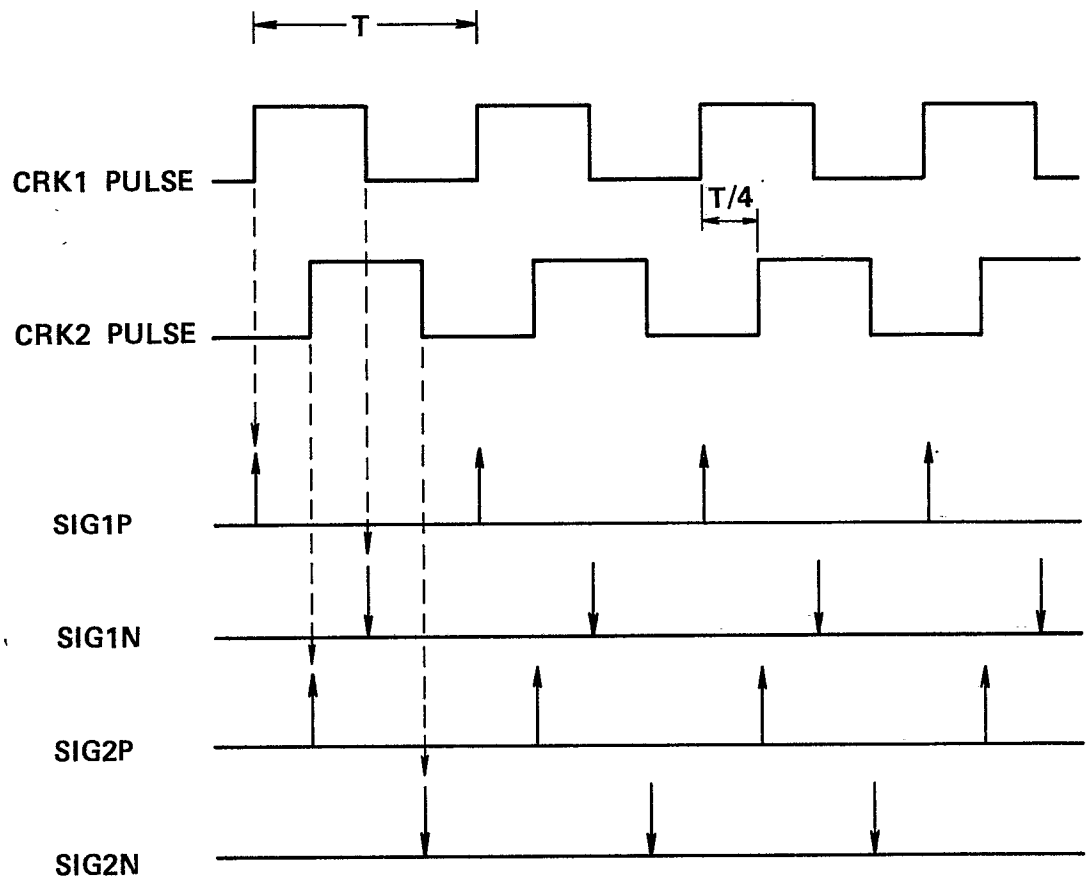 T
CRK1 PULSE
T/4
CRK2 PULSE
SIG1P
SIG1N
SIG2P
SIG2N